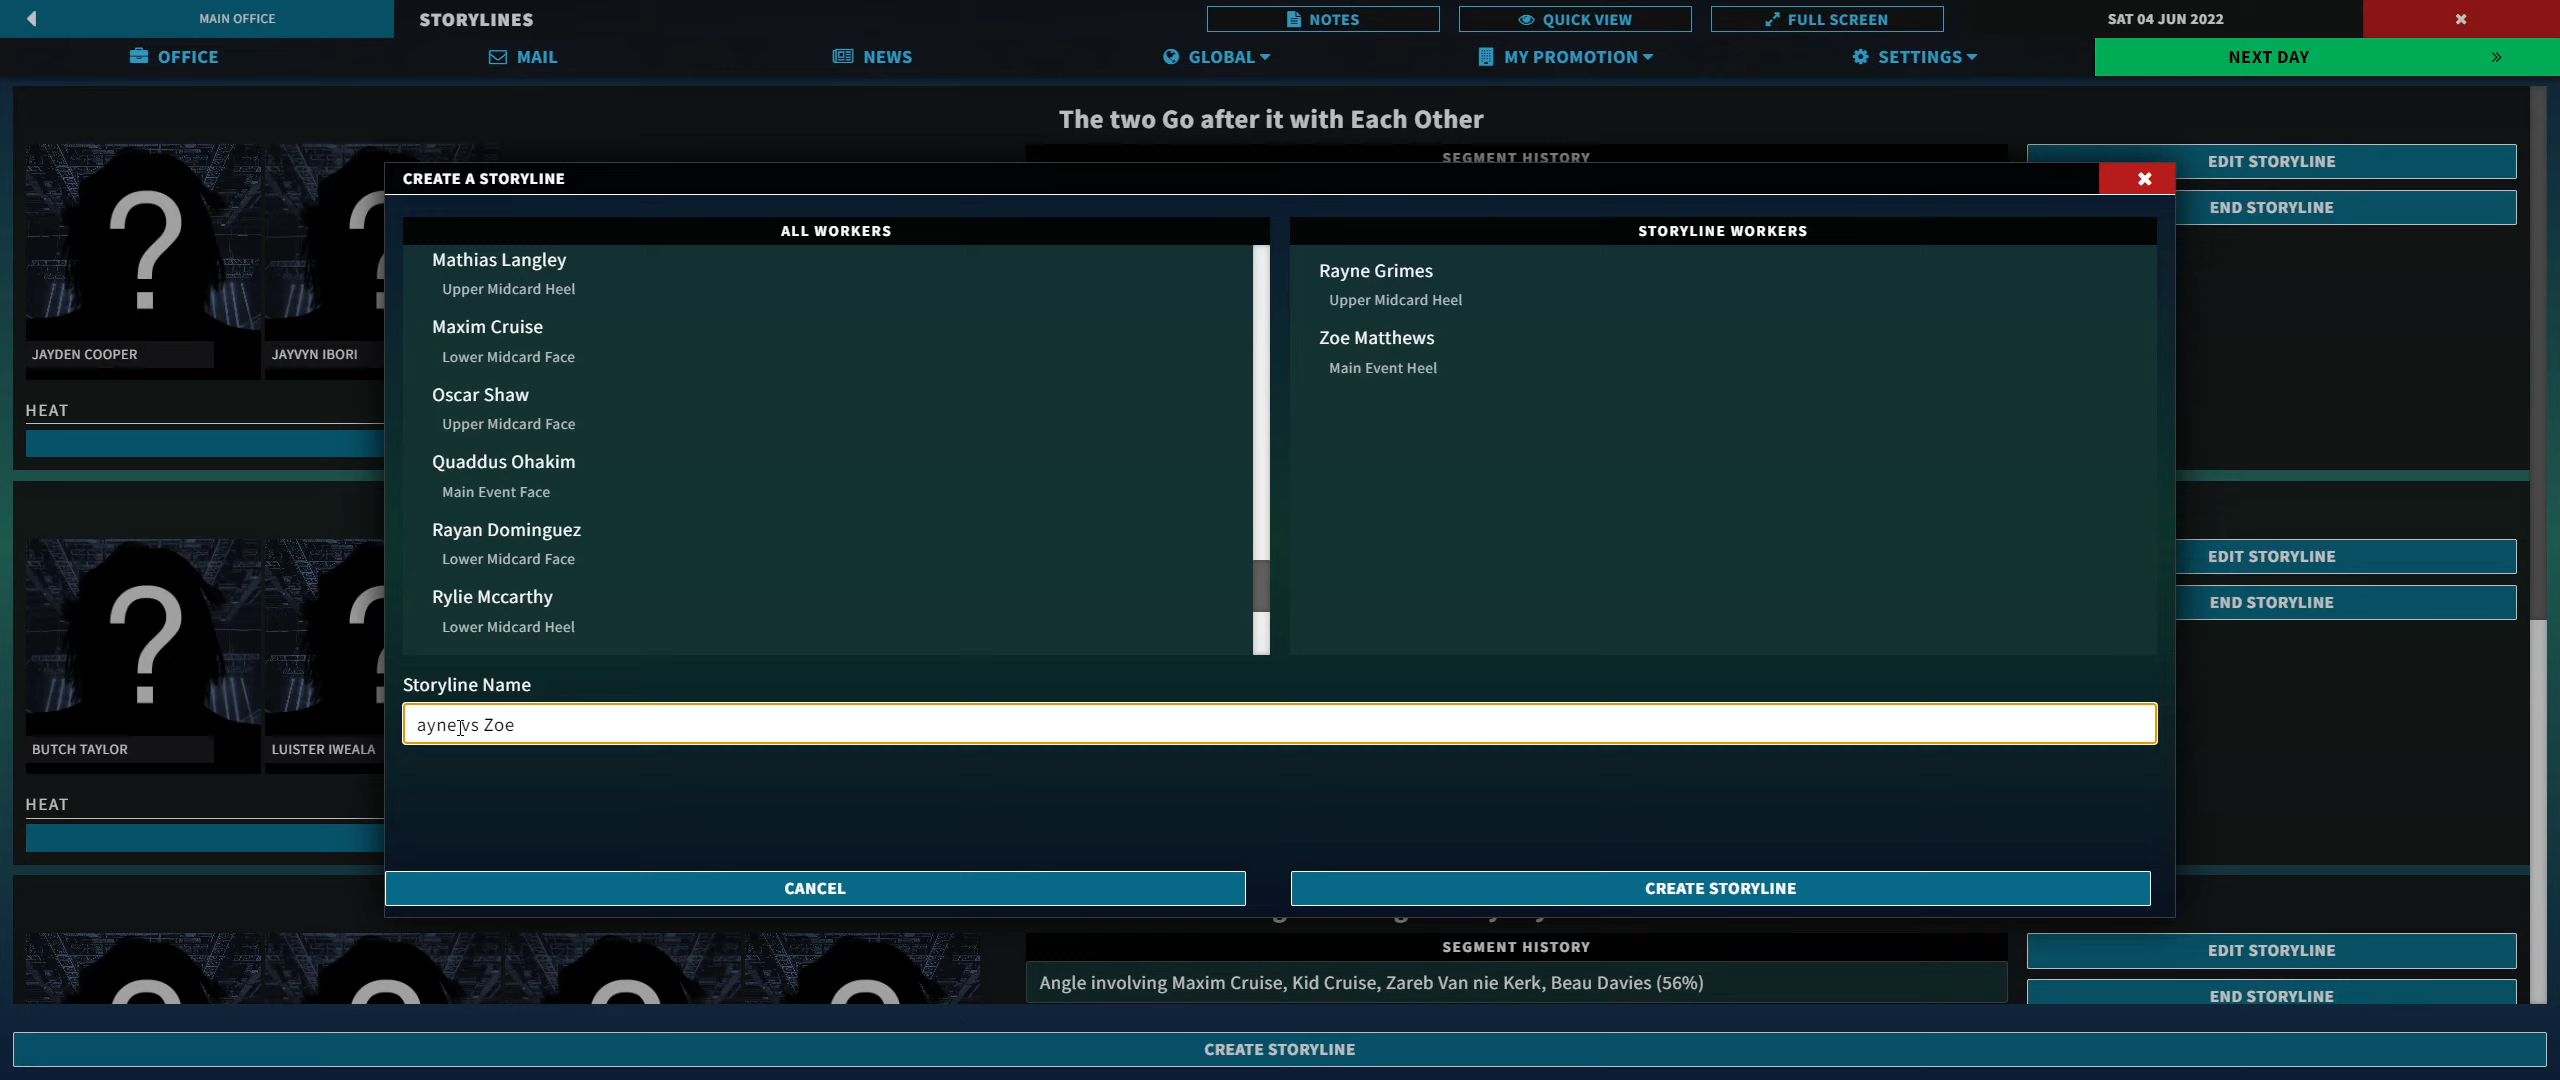 MAIN OFFICE
STORYLINES
NOTES
QUICK VIEW
FULL SCREEN
SAT 04 JUN 2022
OFFICE
MAIL
NEWS
GLOBAL
MY PROMOTION
SETTINGS
NEXT DAY
The two Go after it with Each Other
SEGMENT HISTORY
EDIT STORYLINE
END STORYLINE
JAYDEN COOPER
JAYVYN IBORI
HEAT
CREATE A STORYLINE
ALL WORKERS
Mathias Langley
Upper Midcard Heel
Maxim Cruise
Lower Midcard Face
Oscar Shaw
Upper Midcard Face
Quaddus Ohakim
Main Event Face
Rayan Dominguez
Lower Midcard Face
Rylie Mccarthy
Lower Midcard Heel
STORYLINE WORKERS
Rayne Grimes
Upper Midcard Heel
Zoe Matthews
Main Event Heel
Storyline Name
ayne vs Zoe
CANCEL
CREATE STORYLINE
EDIT STORYLINE
END STORYLINE
BUTCH TAYLOR
LUISTER IWEALA
HEAT
SEGMENT HISTORY
Angle involving Maxim Cruise, Kid Cruise, Zareb Van nie Kerk, Beau Davies (56%)
EDIT STORYLINE
END STORYLINE
CREATE STORYLINE